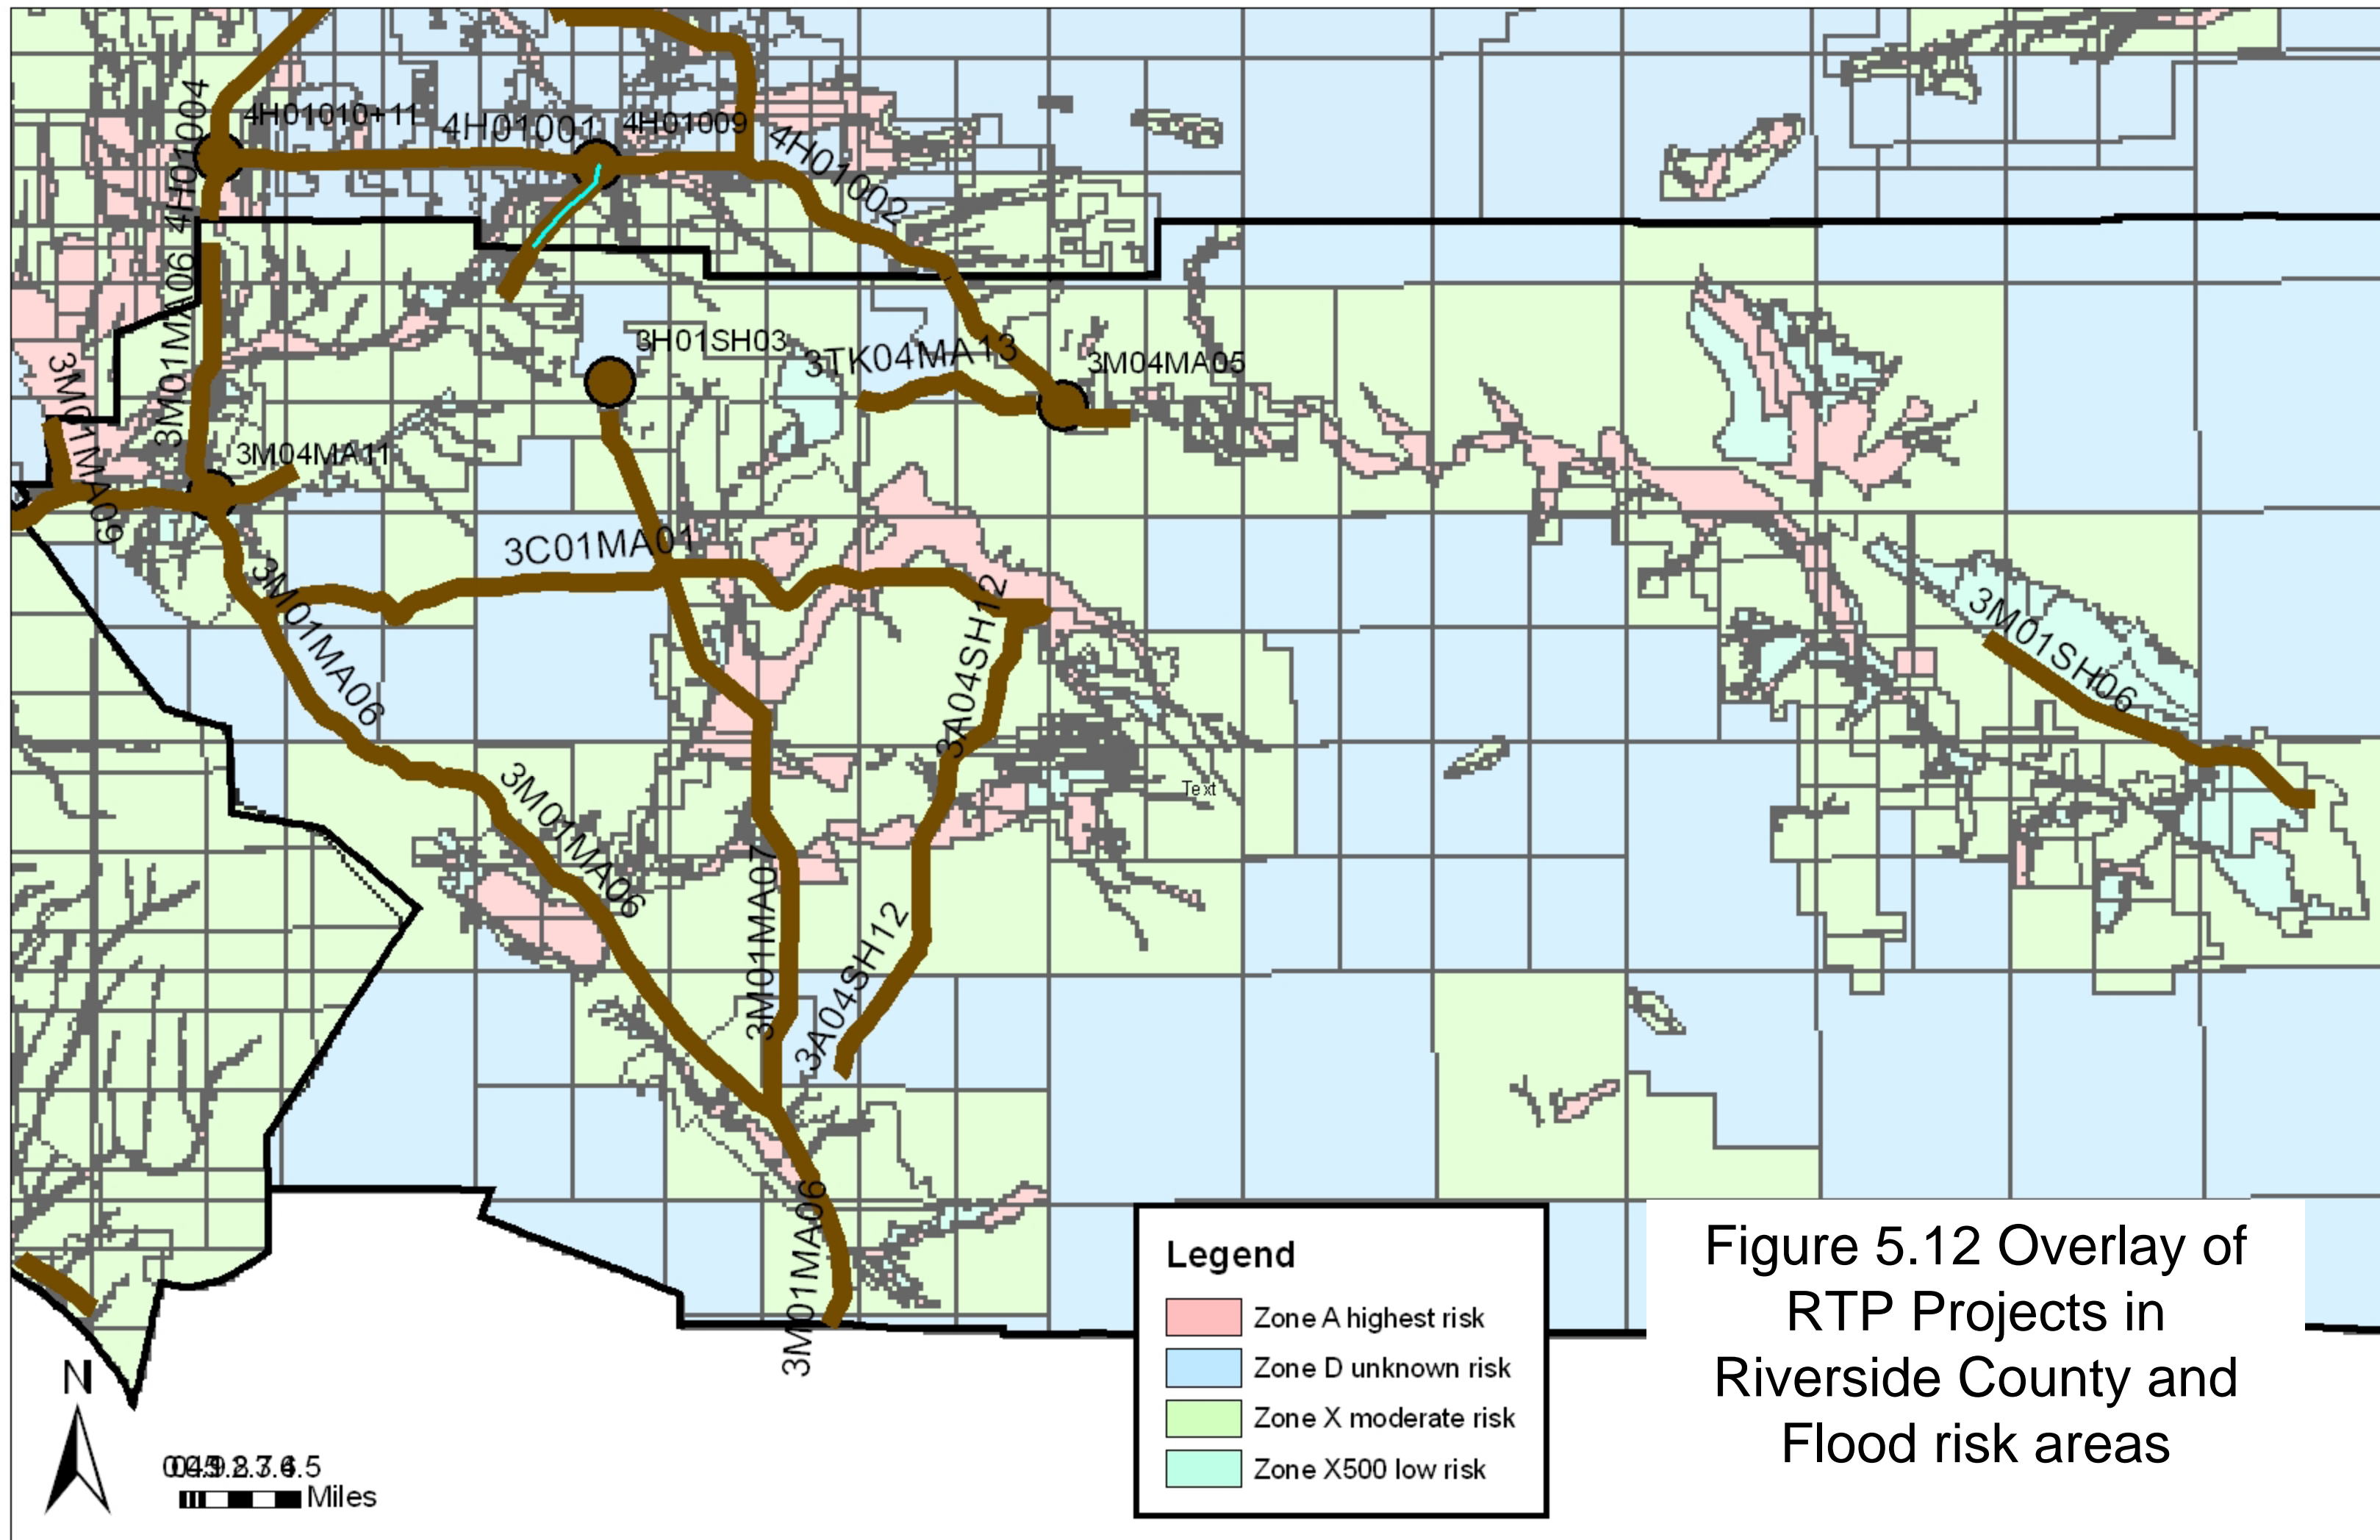 4H01004
4H01010+11
4H01001
4H01009
4H01002
3M01MA06
3H01SH03
3TK04MA13
3M04MA05
3M01MA09
3M04MA11
3C01MA01
3M01MA06
3A04SH12
3M01SH06
3M01MA06
Text
3M01MA07
3A04SH12
3M01MA06
Legend
Zone A highest risk
Zone D unknown risk
Zone X moderate risk
Zone X500 low risk
Figure 5.12 Overlay of
RTP Projects in
Riverside County and
Flood risk areas
N
Miles